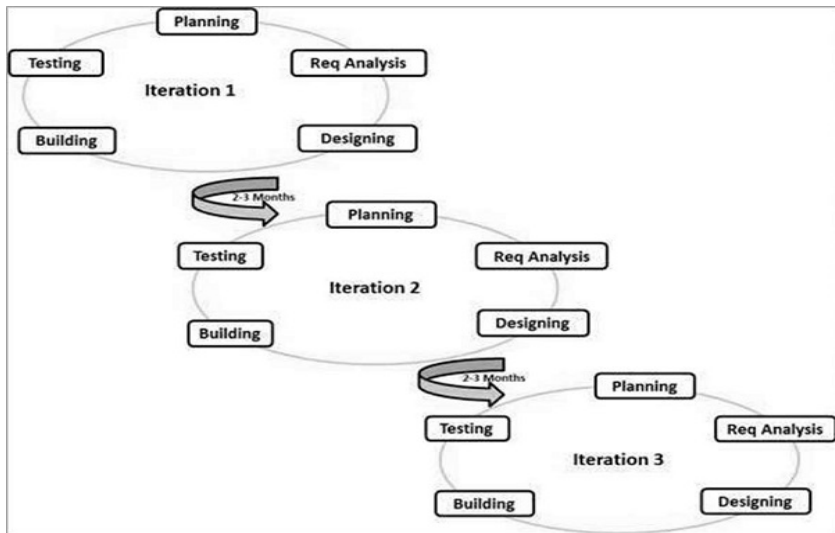 Planning
Testing
Req Analysis
Iteration 1
Building
Designing
2-3 Months
Planning
Testing
Req Analysis
Iteration 2
Building
Designing
2-3 Months
Planning
Testing
Req Analysis
Iteration 3
Building
Designing